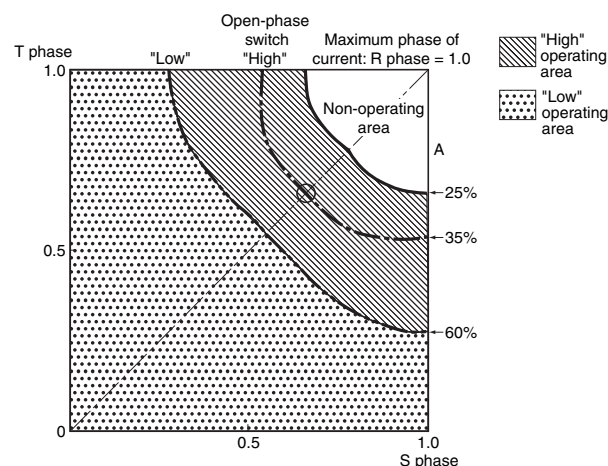 Open-phase
switch
"High"
T phase
"Low"
Maximum phase of
current: R phase = 1.0
"High"
operating
area
"Low"
operating
area
1.0
Non-operating
area
A
25%
0.5
35%
60%
0
0.5
1.0
S phase